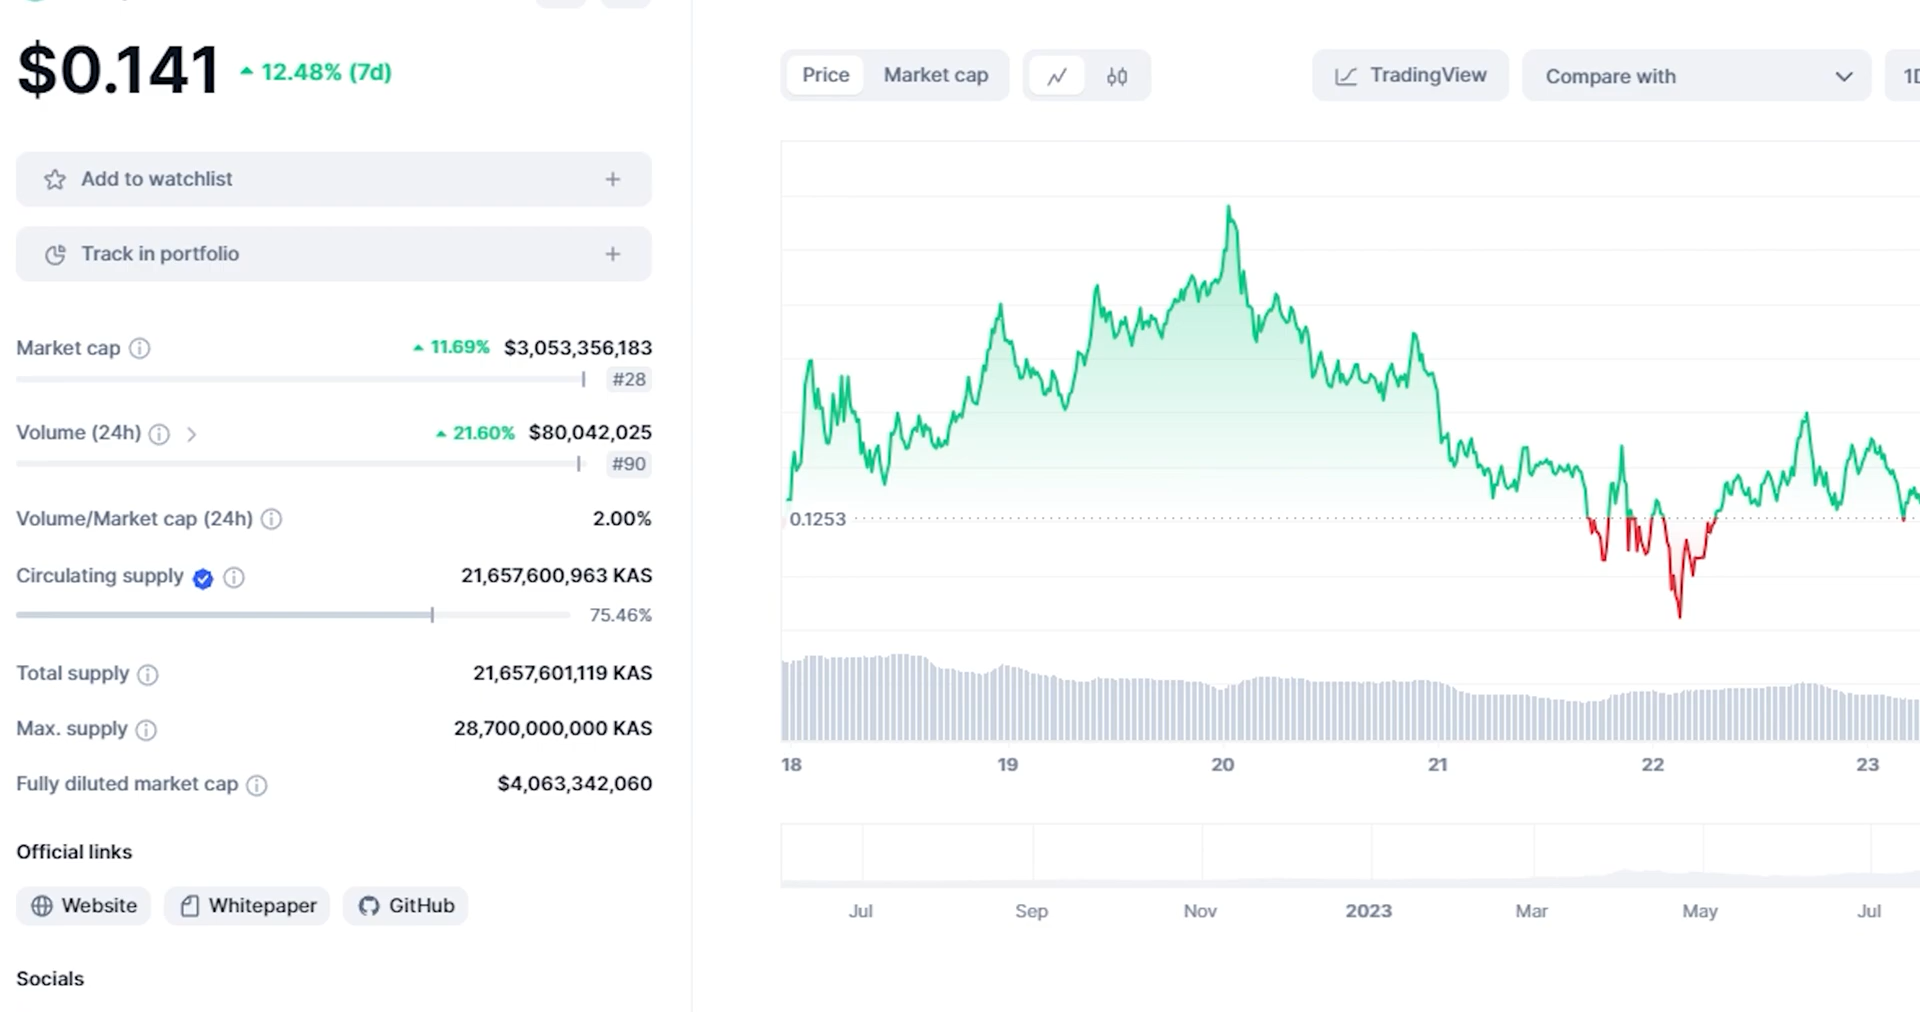 $0.141 12.48% (7d)
Add to watchlist
Track in portfolio
Market cap 11.69% $3,053,356,183
#28
Volume (24h) 21.60% $80,042,025
#90
Volume/Market cap (24h) 2.00%
Circulating supply 21,657,600,963 KAS
75.46%
Total supply 21,657,601,119 KAS
Max. supply 28,700,000,000 KAS
Fully diluted market cap $4,063,342,060
Official links
Website Whitepaper GitHub
Socials
Price Market cap TradingView Compare with 1D
0.1253
18 19 20 21 22 23
Jul Sep Nov 2023 Mar May Jul